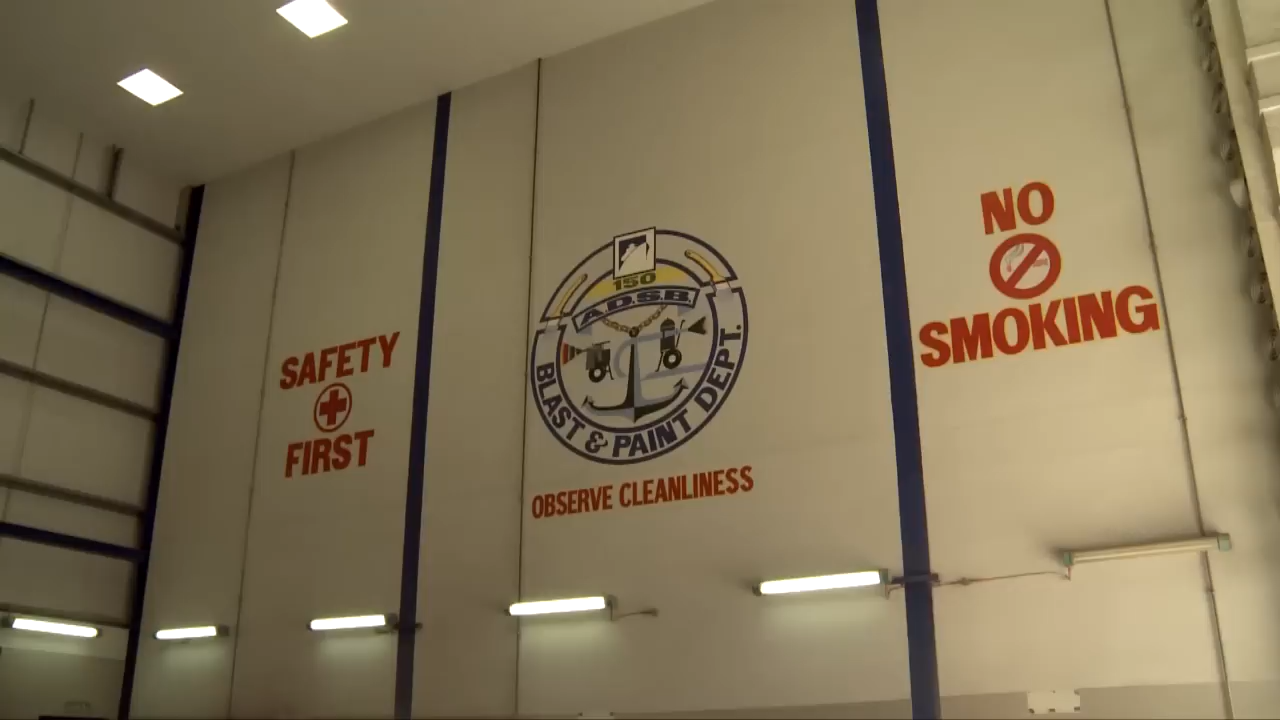 SAFETY
FIRST
150
A.D.S.B.
BLAST & PAINT DEPT.
OBSERVE CLEANLINESS
NO
SMOKING